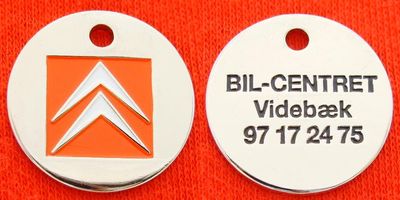 BIL-CENTRET
Videbæk
97 17 24 75